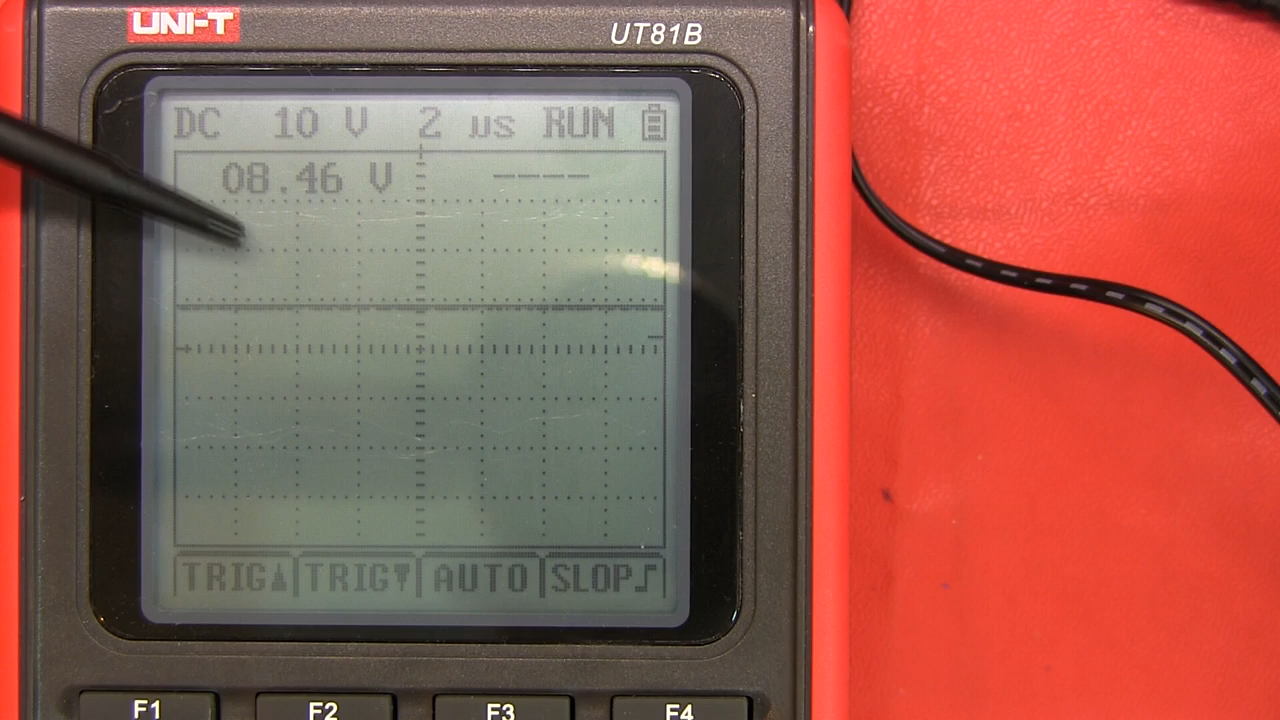 UNI-T UT81B
DC 10 V 2 µs RUN
08.46 V ----
TRIG▲ TRIG▼ AUTO SLOP
F1 F2 F3 F4